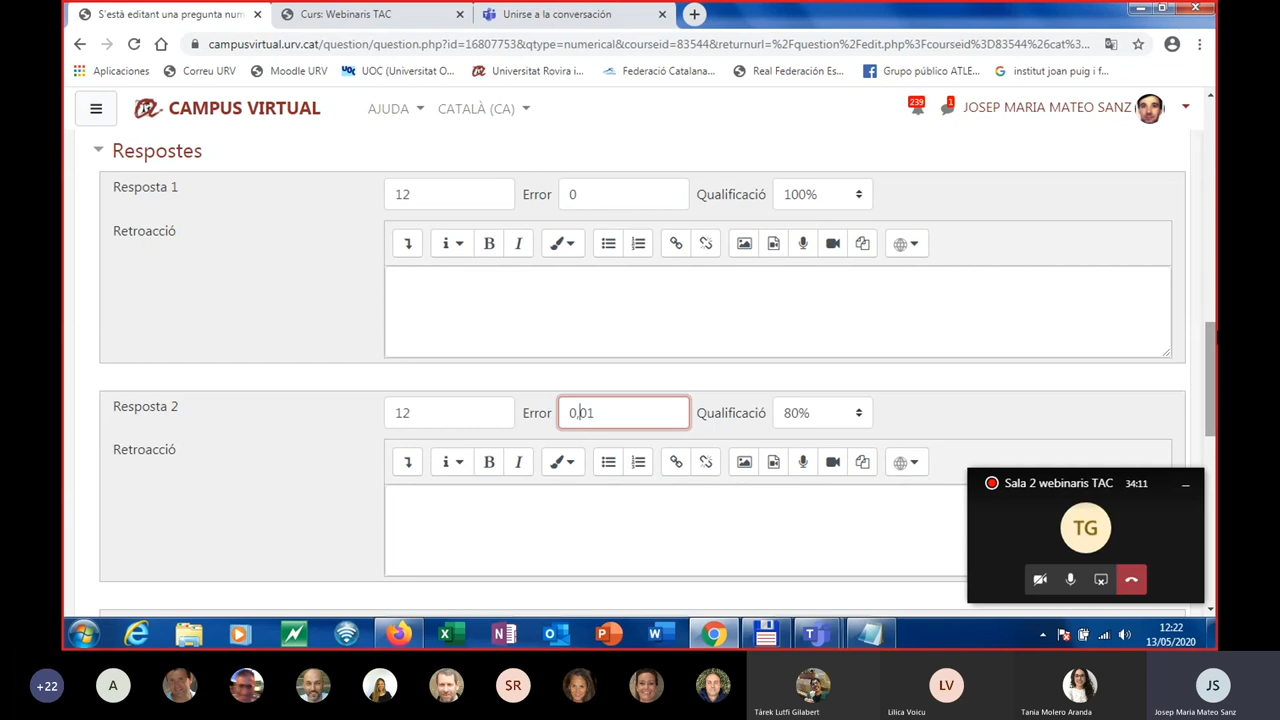 S'està editant una pregunta num
Curs: Webinaris TAC
Unirse a la conversación
campusvirtual.urv.cat/question/question.php?id=16807753&qtype=numerical&courseid=83544&returnurl=%2Fquestion%2Fedit.php%3Fcourseid%3D83544%26cat%3...
Aplicaciones
Correu URV
Moodle URV
UOC (Universitat O...
Universitat Rovira i...
Federació Catalana...
Real Federación Es...
Grupo público ATLE...
institut joan puig i f...
CAMPUS VIRTUAL
AJUDA
CATALÀ (CA)
239
1
JOSEP MARIA MATEO SANZ
Respostes
Resposta 1
12
Error
0
Qualificació
100%
Retroacció
Resposta 2
12
Error
0,01
Qualificació
80%
Retroacció
Sala 2 webinaris TAC
34:11
TG
12:22
13/05/2020
+22
A
SR
Tàrek Lutfi Gilabert
LV
Lilica Voicu
Tania Molero Aranda
JS
Josep Maria Mateo Sanz